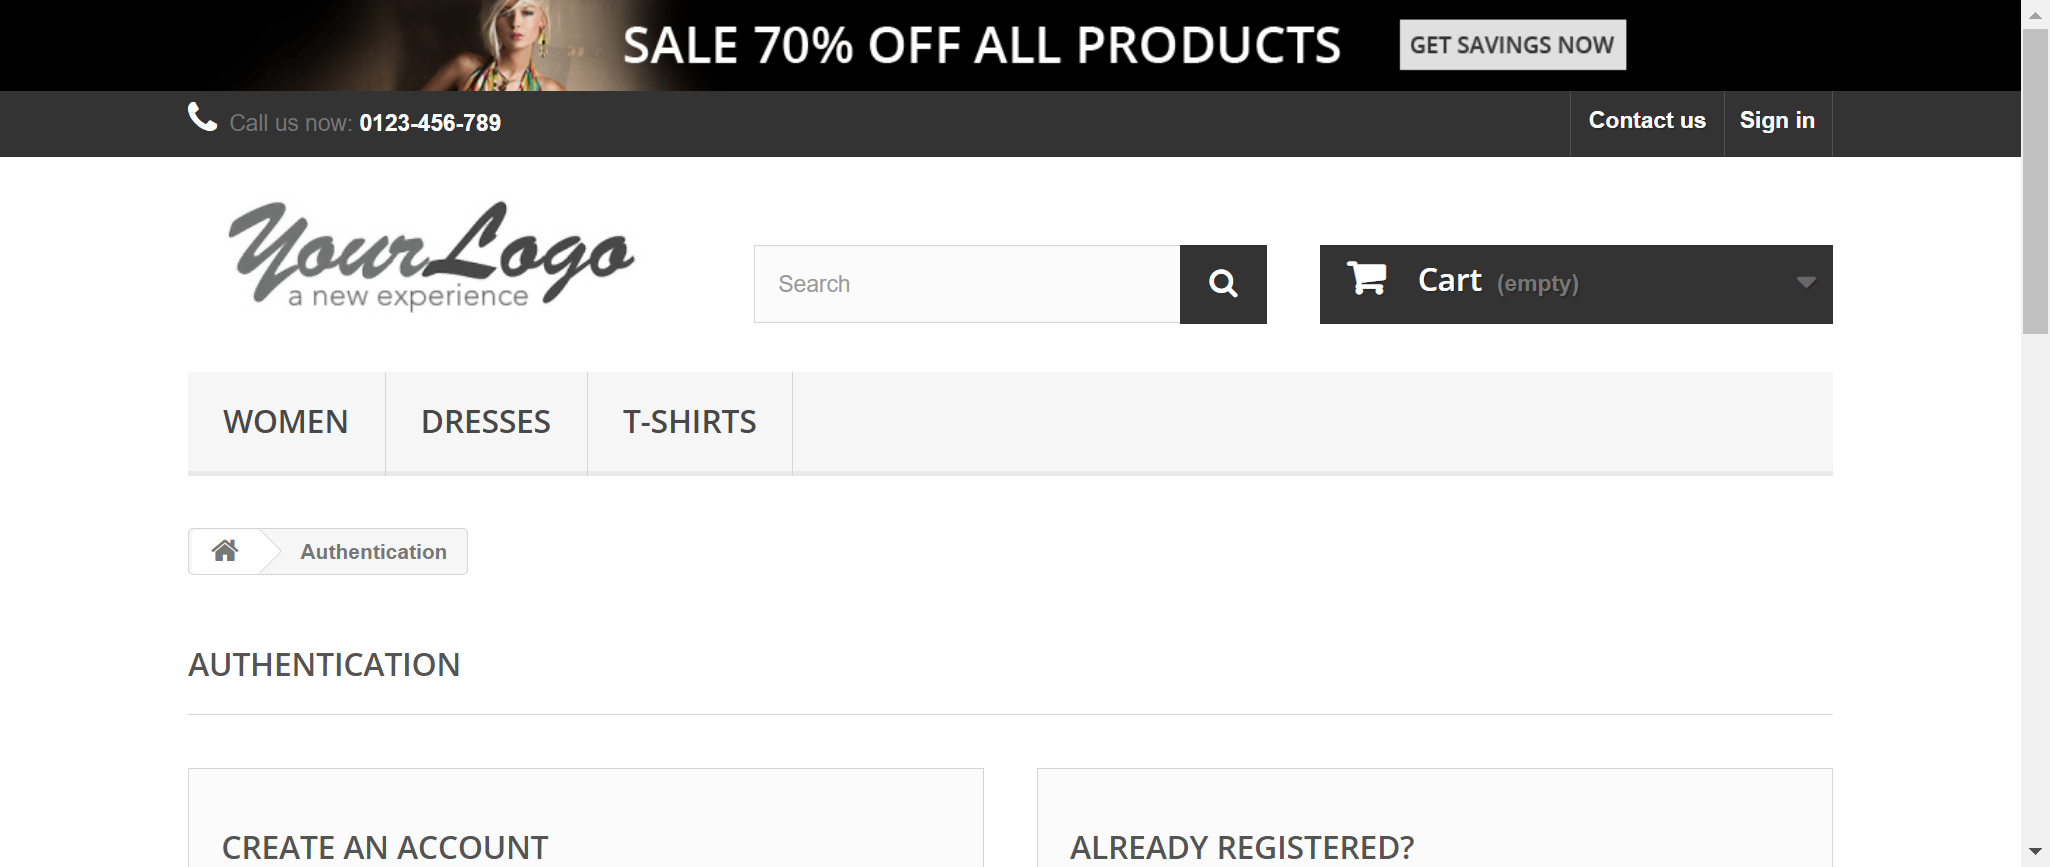 SALE 70% OFF ALL PRODUCTS GET SAVINGS NOW
Call us now: 0123-456-789 Contact us Sign in
YourLogo
a new experience
Search Cart (empty)
WOMEN DRESSES T-SHIRTS
Authentication
AUTHENTICATION
CREATE AN ACCOUNT ALREADY REGISTERED?